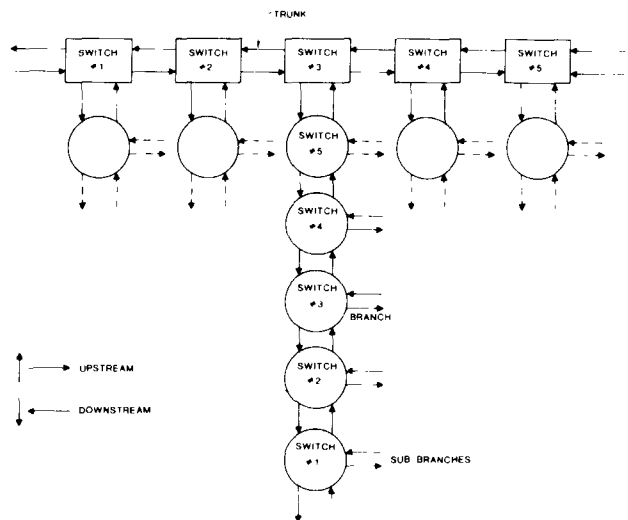 TRUNK
SWITCH
#1
SWITCH
#2
SWITCH
#3
SWITCH
#4
SWITCH
#5
SWITCH
#5
SWITCH
#4
SWITCH
#3
BRANCH
SWITCH
#2
UPSTREAM
DOWNSTREAM
SWITCH
#1
SUB BRANCHES